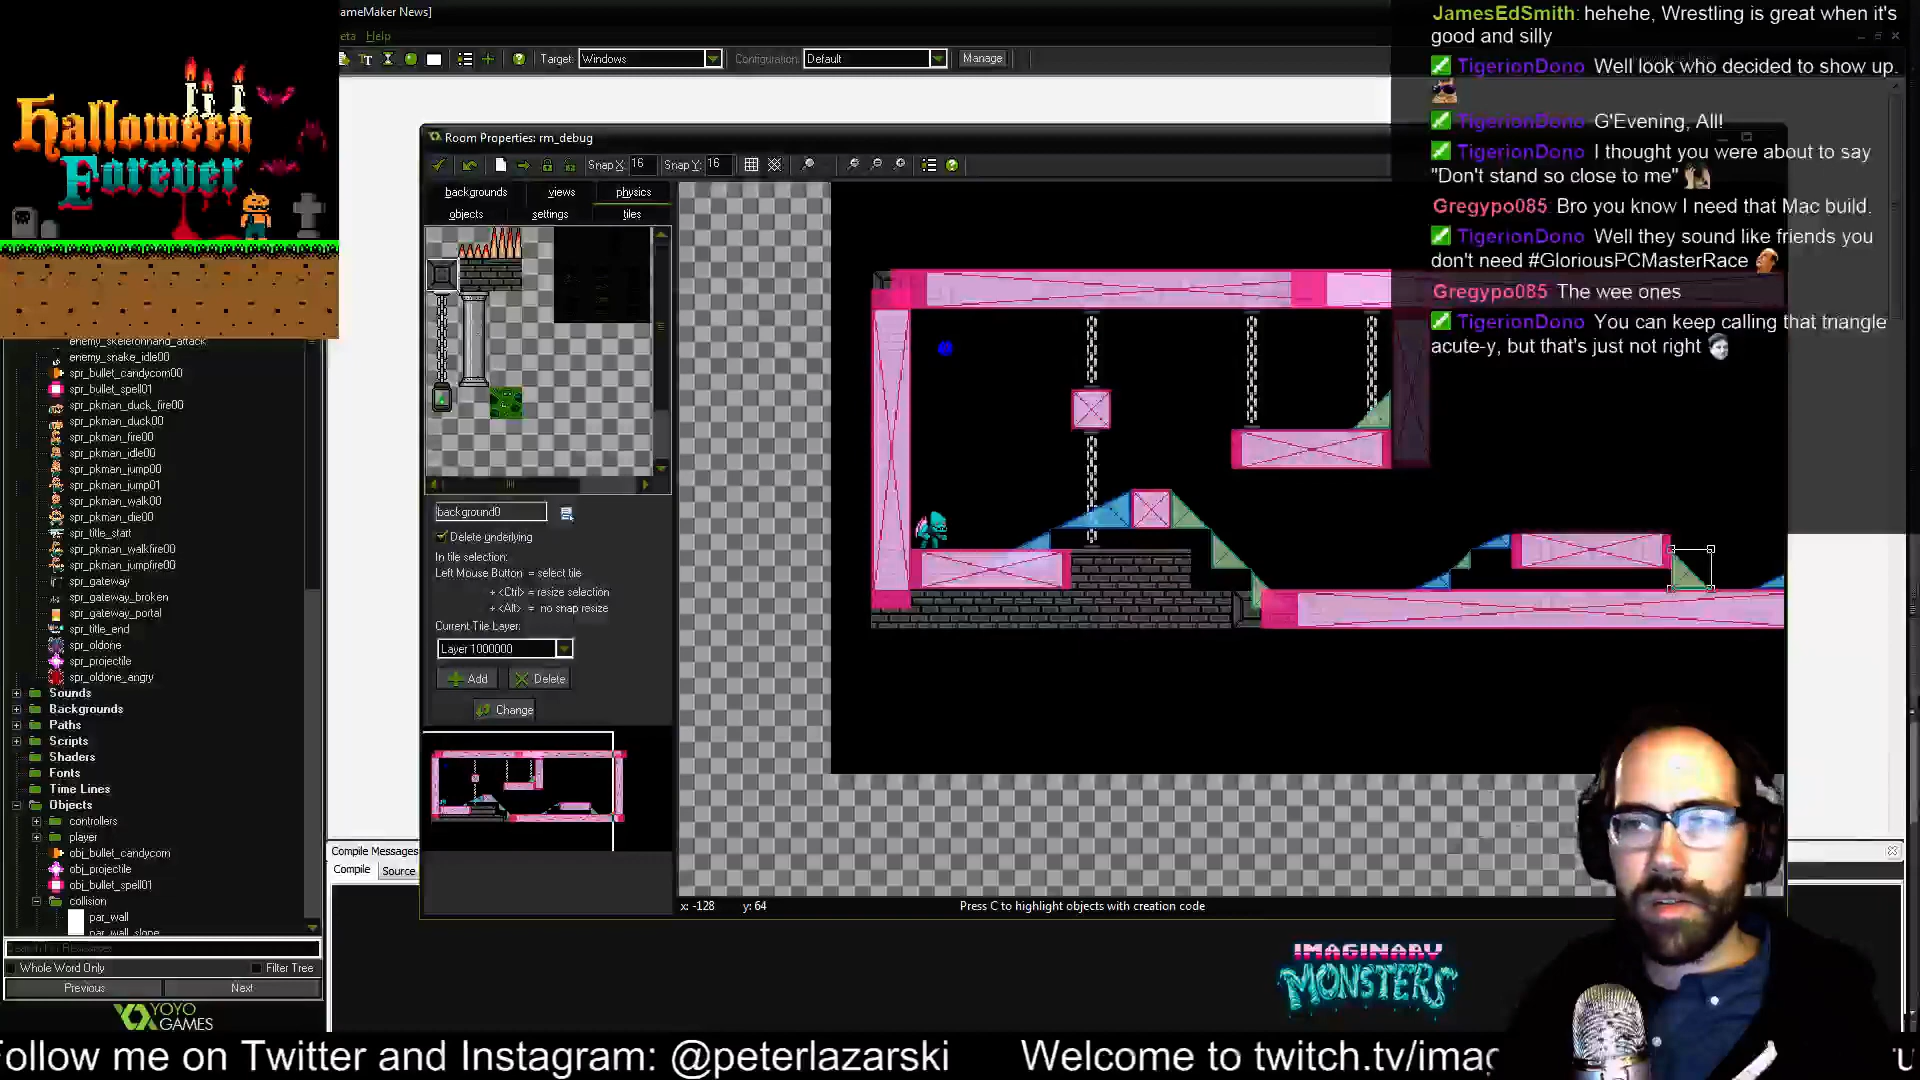 ameMaker News]
eta Help
Target: Windows Configuration: Default Manage
Halloween
Forever
Room Properties: rm_debug
Snap X: 16 Snap Y: 16
backgrounds views physics
objects settings tiles
background0
Delete underlying
In tile selection:
Left Mouse Button = select tile
+ <Ctrl> = resize selection
+ <Alt> = no snap resize
Current Tile Layer:
Layer 1000000
Add Delete
Change
x: -128 y: 64 Press C to highlight objects with creation code
enemy_skeletonhand_attack
enemy_snake_idle00
spr_bullet_candycorn00
spr_bullet_spell01
spr_pkman_duck_fire00
spr_pkman_duck00
spr_pkman_fire00
spr_pkman_idle00
spr_pkman_jump00
spr_pkman_jump01
spr_pkman_walk00
spr_pkman_die00
spr_title_start
spr_pkman_walkfire00
spr_pkman_jumpfire00
spr_gateway
spr_gateway_broken
spr_gateway_portal
spr_title_end
spr_oldone
spr_projectile
spr_oldone_angry
Sounds
Backgrounds
Paths
Scripts
Shaders
Fonts
Time Lines
Objects
controllers
player
obj_bullet_candycorn
obj_projectile
obj_bullet_spell01
collision
par_wall
par_wall_slope
Whole Word Only Filter Tree
Previous Next
YOYO
GAMES
Compile Messages
Compile Source
JamesEdSmith: hehehe, Wrestling is great when it's
good and silly
TigerionDono Well look who decided to show up.
TigerionDono G'Evening, All!
TigerionDono I thought you were about to say
"Don't stand so close to me"
Gregypo085 Bro you know I need that Mac build.
TigerionDono Well they sound like friends you
don't need #GloriousPCMasterRace
Gregypo085 The wee ones
TigerionDono You can keep calling that triangle
acute-y, but that's just not right
IMAGINARY
MONSTERS
Follow me on Twitter and Instagram: @peterlazarski Welcome to twitch.tv/imag